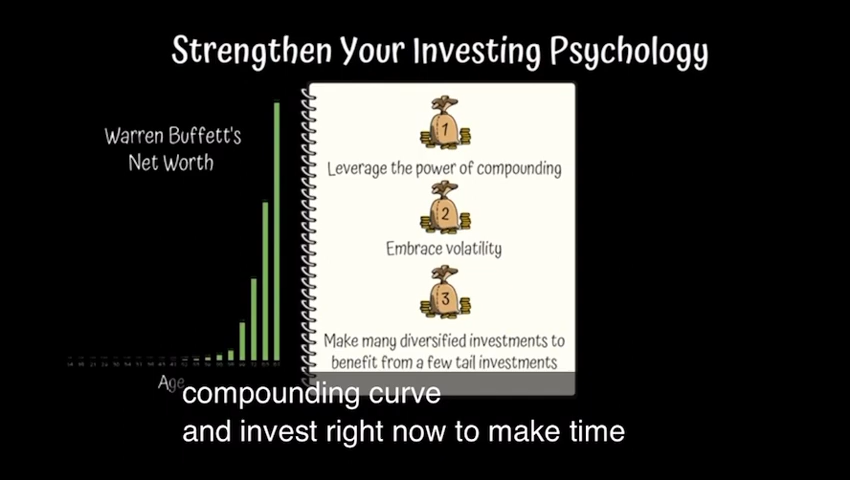 Strengthen Your Investing Psychology
Warren Buffett's
Net Worth
1
Leverage the power of compounding
2
Embrace volatility
3
Make many diversified investments to
benefit from a few tail investments
Age
compounding curve
and invest right now to make time